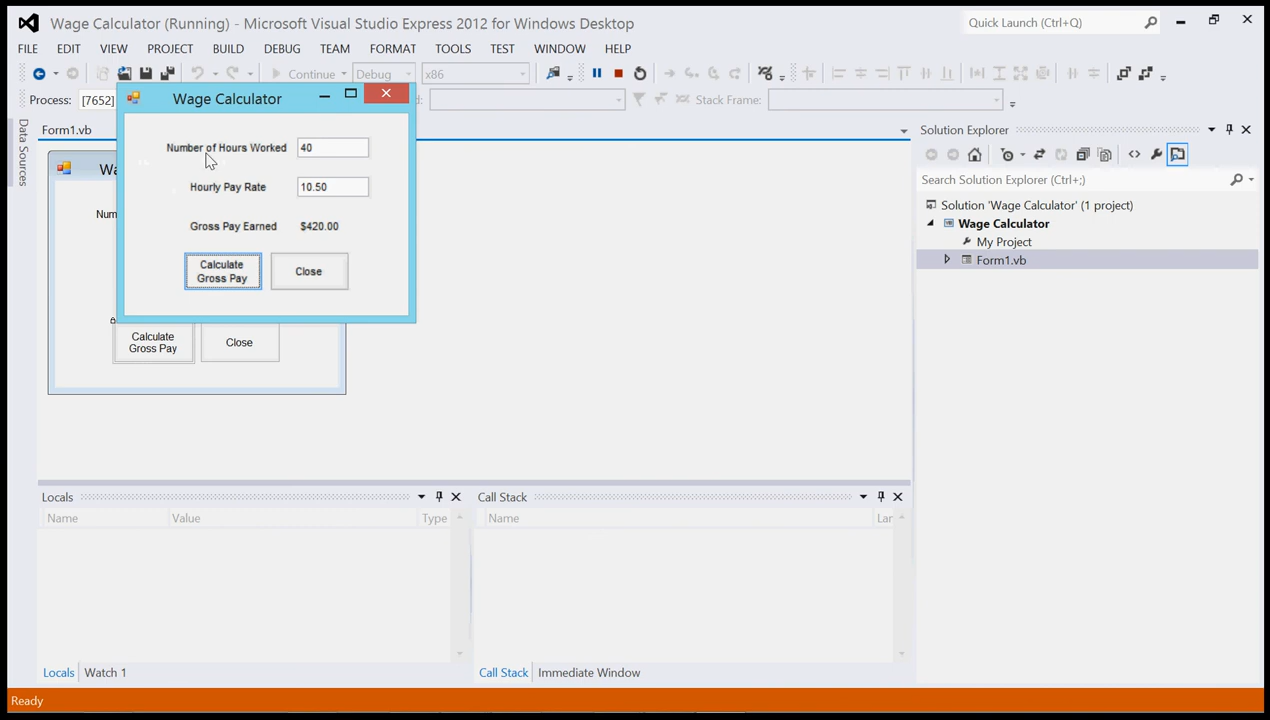 Wage Calculator (Running) - Microsoft Visual Studio Express 2012 for Windows Desktop
Quick Launch (Ctrl+Q)
FILE EDIT VIEW PROJECT BUILD DEBUG TEAM FORMAT TOOLS TEST WINDOW HELP
Continue Debug x86
Process: [7652] Stack Frame:
Wage Calculator
Number of Hours Worked 40
Hourly Pay Rate 10.50
Gross Pay Earned $420.00
Calculate
Gross Pay
Close
Data Sources
Form1.vb
Wa
Num
Calculate
Gross Pay
Close
Solution Explorer
Search Solution Explorer (Ctrl+;)
Solution 'Wage Calculator' (1 project)
Wage Calculator
My Project
Form1.vb
Locals
Name Value Type
Locals Watch 1
Call Stack
Name Lar
Call Stack Immediate Window
Ready